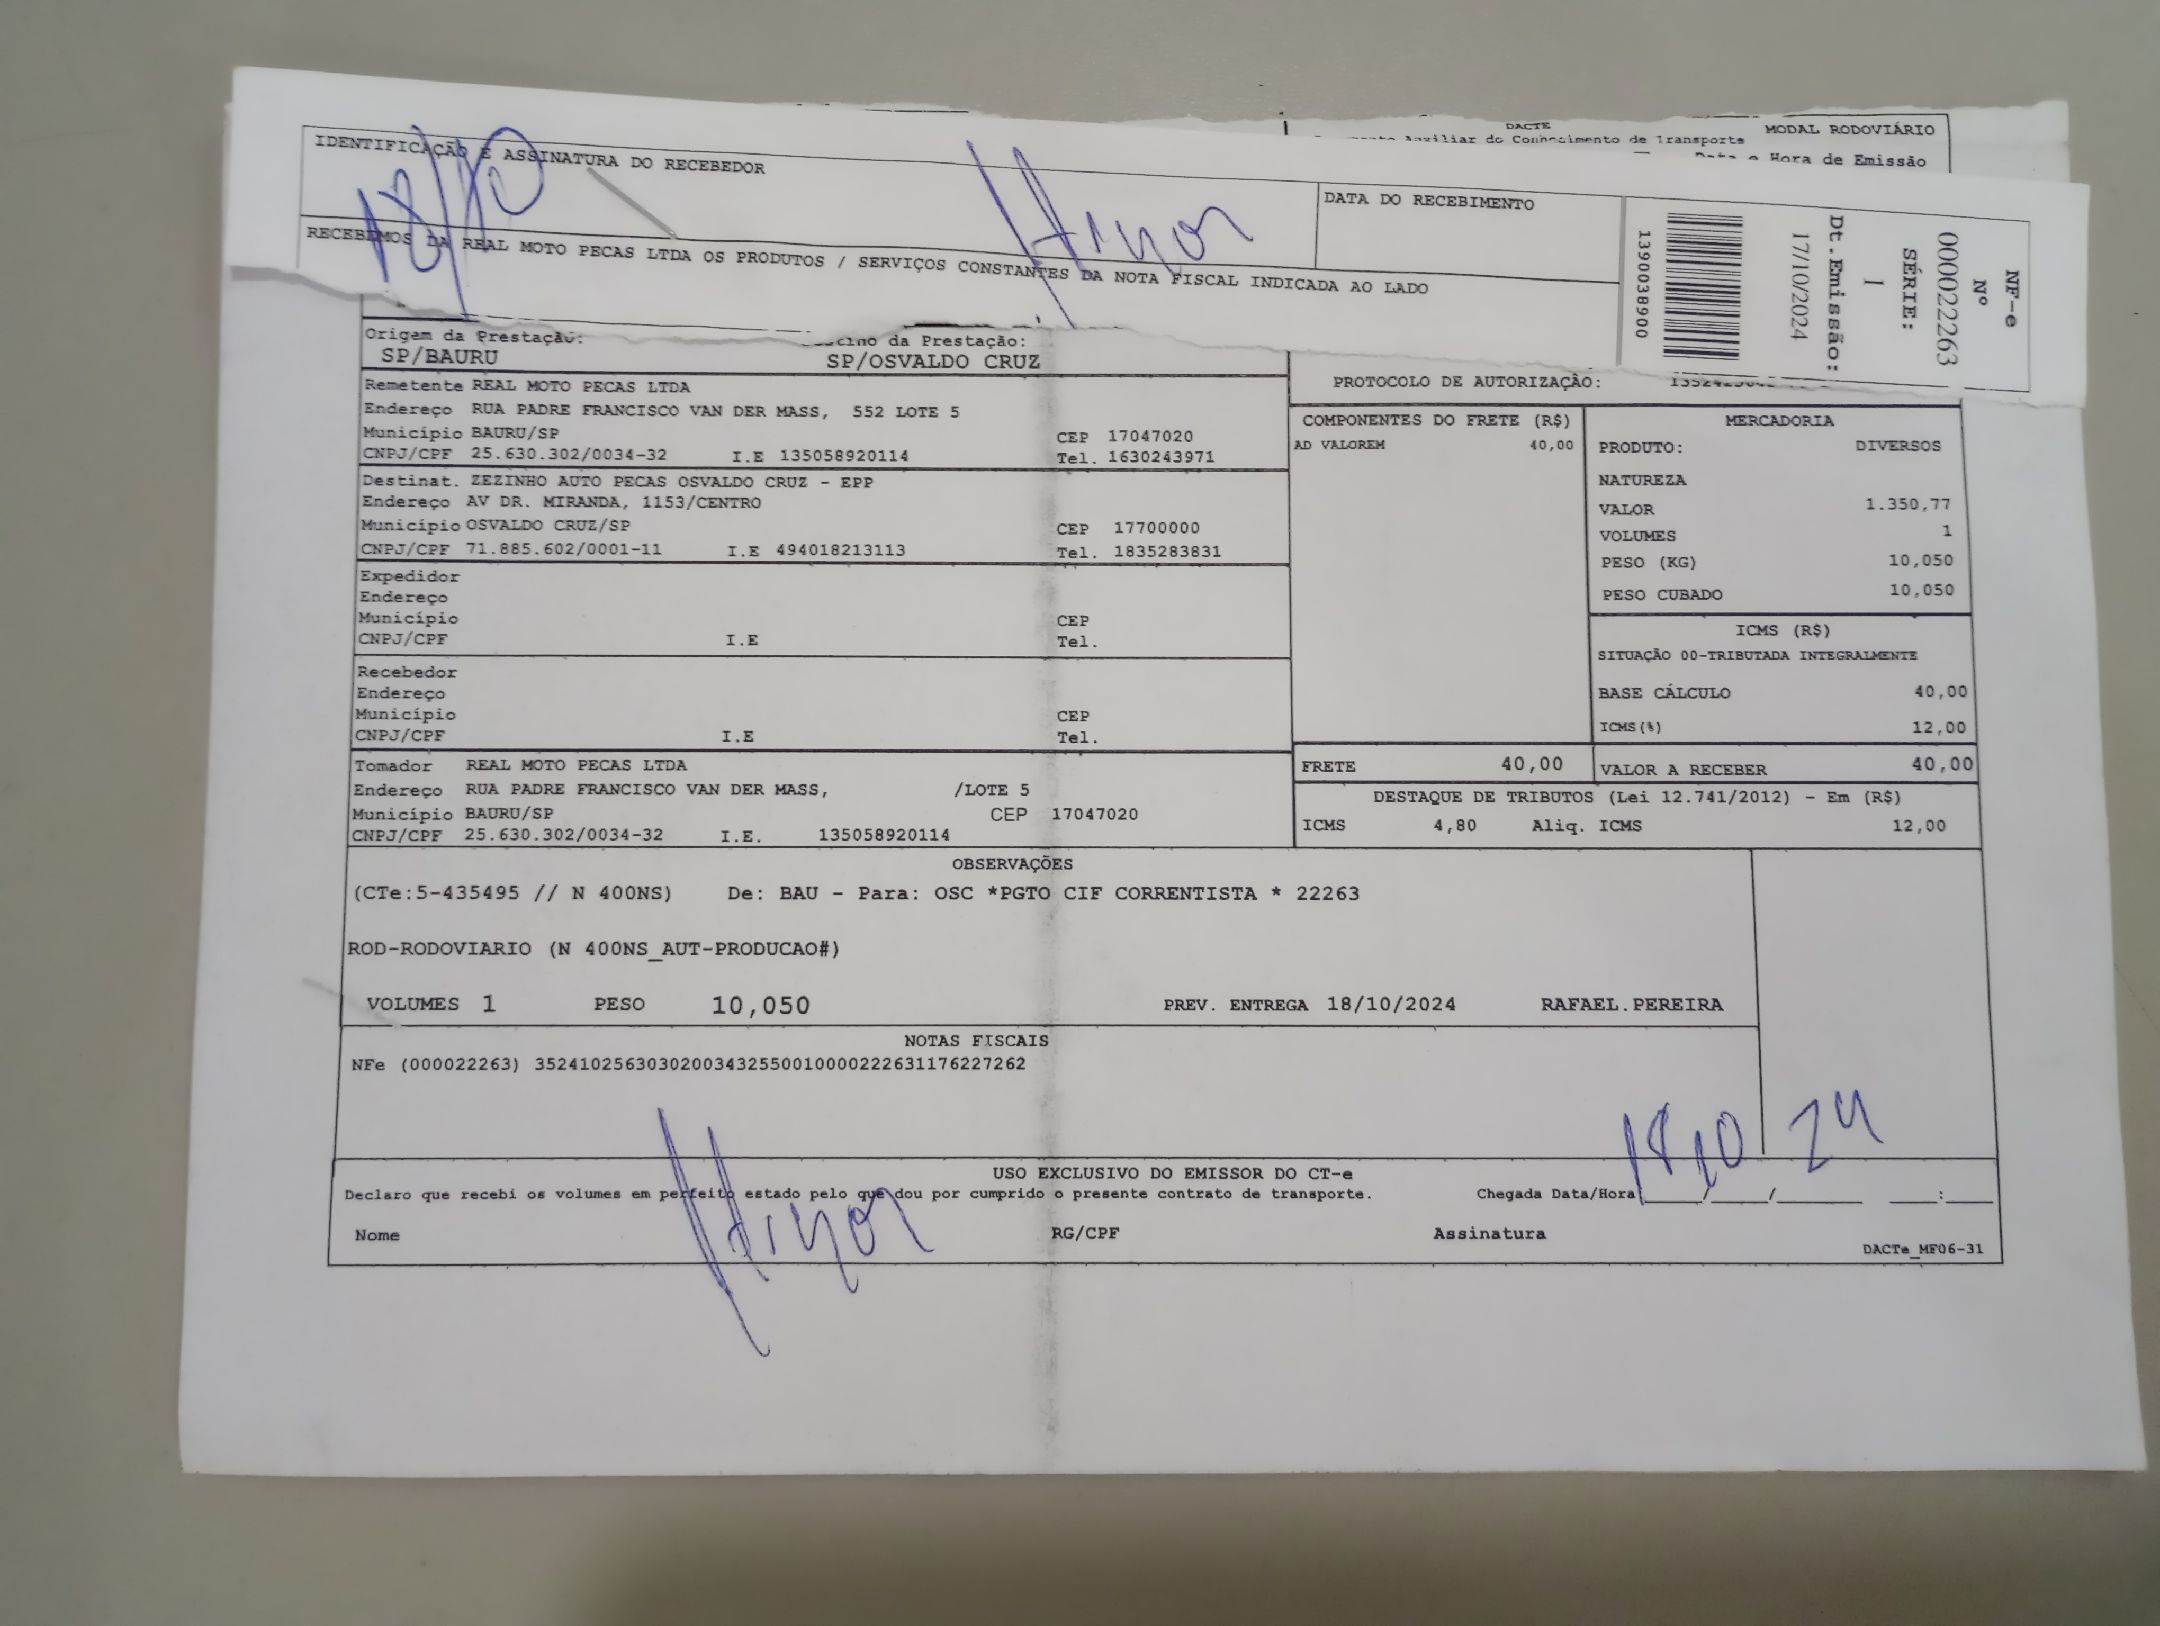 DACTE
MODAL RODOVIÁRIO
Auxiliar do Conhecimento de Transporte
Hora de Emissão
IDENTIFICAÇÃO E ASSINATURA DO RECEBEDOR
18/10
DATA DO RECEBIMENTO
RECEBEMOS DA REAL MOTO PECAS LTDA OS PRODUTOS / SERVIÇOS CONSTANTES DA NOTA FISCAL INDICADA AO LADO
1390038900
NF-e
Nº
000022263
SÉRIE:
1
Dt.Emissão:
17/10/2024
Origem da Prestação:
da Prestação:
SP/BAURU
SP/OSVALDO CRUZ
Remetente REAL MOTO PECAS LTDA
Endereço RUA PADRE FRANCISCO VAN DER MASS, 552 LOTE 5
Município BAURU/SP CEP 17047020
CNPJ/CPF 25.630.302/0034-32 I.E 135058920114 Tel. 1630243971
Destinat. ZEZINHO AUTO PECAS OSVALDO CRUZ - EPP
Endereço AV DR. MIRANDA, 1153/CENTRO
Município OSVALDO CRUZ/SP CEP 17700000
CNPJ/CPF 71.885.602/0001-11 I.E 494018213113 Tel. 1835283831
Expedidor
Endereço
Município CEP
CNPJ/CPF I.E Tel.
Recebedor
Endereço
Município CEP
CNPJ/CPF I.E Tel.
Tomador REAL MOTO PECAS LTDA
Endereço RUA PADRE FRANCISCO VAN DER MASS, /LOTE 5
Município BAURU/SP CEP 17047020
CNPJ/CPF 25.630.302/0034-32 I.E. 135058920114
PROTOCOLO DE AUTORIZAÇÃO:
COMPONENTES DO FRETE (R$)
AD VALOREM 40,00
MERCADORIA
PRODUTO: DIVERSOS
NATUREZA
VALOR 1.350,77
VOLUMES 1
PESO (KG) 10,050
PESO CUBADO 10,050
ICMS (R$)
SITUAÇÃO 00-TRIBUTADA INTEGRALMENTE
BASE CÁLCULO 40,00
ICMS(%) 12,00
FRETE 40,00 VALOR A RECEBER 40,00
DESTAQUE DE TRIBUTOS (Lei 12.741/2012) - Em (R$)
ICMS 4,80 Aliq. ICMS 12,00
OBSERVAÇÕES
(CTe:5-435495 // N 400NS) De: BAU - Para: OSC *PGTO CIF CORRENTISTA * 22263
ROD-RODOVIARIO (N 400NS_AUT-PRODUCAO#)
VOLUMES 1 PESO 10,050 PREV. ENTREGA 18/10/2024 RAFAEL.PEREIRA
NOTAS FISCAIS
NFe (000022263) 35241025630302003432550010000222631176227262
18 10 24
USO EXCLUSIVO DO EMISSOR DO CT-e
Declaro que recebi os volumes em perfeito estado pelo que dou por cumprido o presente contrato de transporte. Chegada Data/Hora ____/____/______ ____:____
Nome RG/CPF Assinatura
DACTe_MF06-31